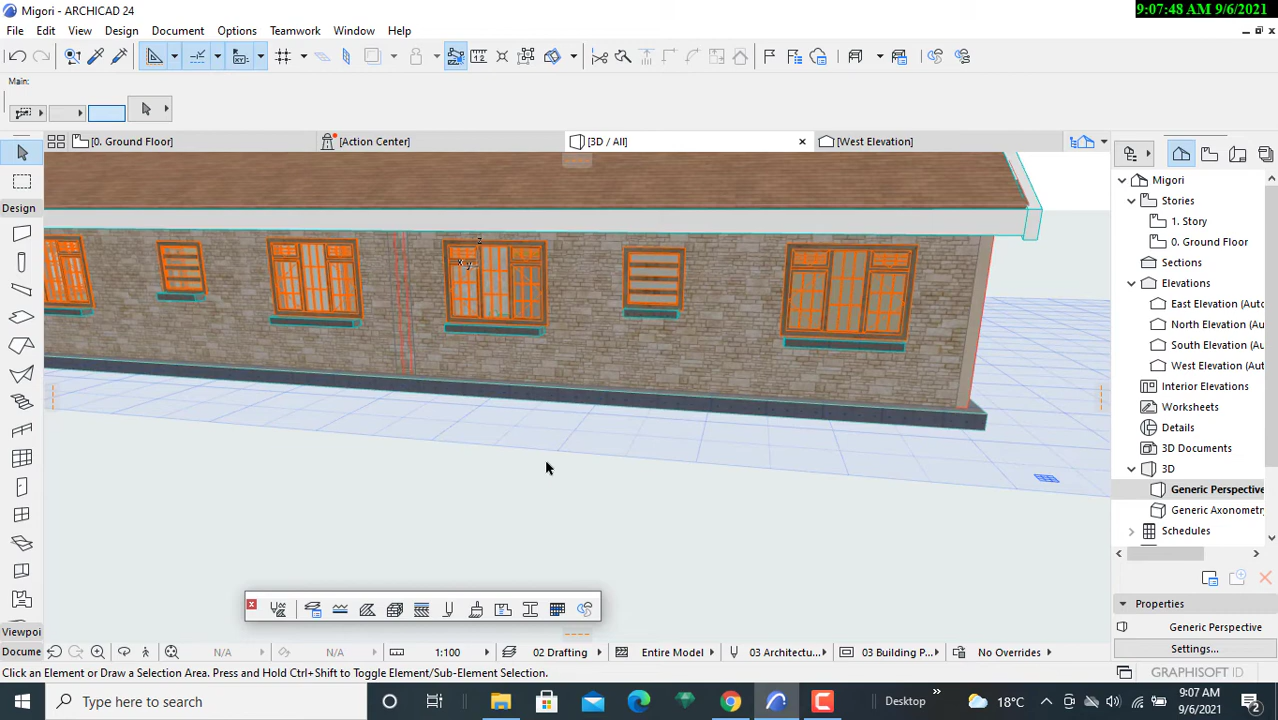 Migori - ARCHICAD 24
9:07:48 AM 9/6/2021
File Edit View Design Document Options Teamwork Window Help
Main:
[0. Ground Floor] [Action Center] [3D / All] [West Elevation]
Migori
Stories
1. Story
0. Ground Floor
Elevations
East Elevation (Aut
North Elevation (Au
South Elevation (Au
West Elevation (Aut
Interior Elevations
Worksheets
Details
3D Documents
3D
Generic Perspective
Generic Axonometr
Schedules
Design
x y z
Properties
Generic Perspective
Settings...
Viewpoi
Docume N/A N/A 1:100 02 Drafting Entire Model 03 Architectu... 03 Building P... No Overrides
Click an Element or Draw a Selection Area. Press and Hold Ctrl+Shift to Toggle Element/Sub-Element Selection.
GRAPHISOFT ID
Type here to search
Desktop
18°C
9:07 AM
9/6/2021
2